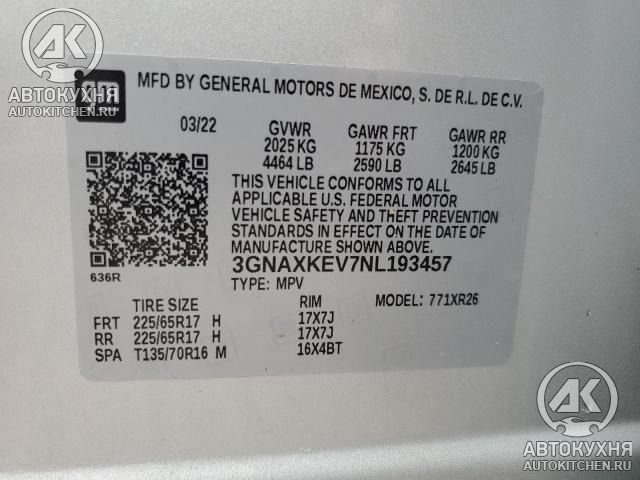 АВТОКУХНЯ
AUTOKITCHEN.RU
GM
MFD BY GENERAL MOTORS DE MEXICO, S. DE R.L. DE C.V.
03/22 GVWR GAWR FRT GAWR RR
2025 KG 1175 KG 1200 KG
4464 LB 2590 LB 2645 LB
THIS VEHICLE CONFORMS TO ALL
APPLICABLE U.S. FEDERAL MOTOR
VEHICLE SAFETY AND THEFT PREVENTION
STANDARDS IN EFFECT ON THE DATE OF
MANUFACTURE SHOWN ABOVE.
636R
3GNAXKEV7NL193457
TYPE: MPV MODEL: 771XR26
TIRE SIZE RIM
FRT 225/65R17 H 17X7J
RR 225/65R17 H 17X7J
SPA T135/70R16 M 16X4BT
АК
АВТОКУХНЯ
AUTOKITCHEN.RU